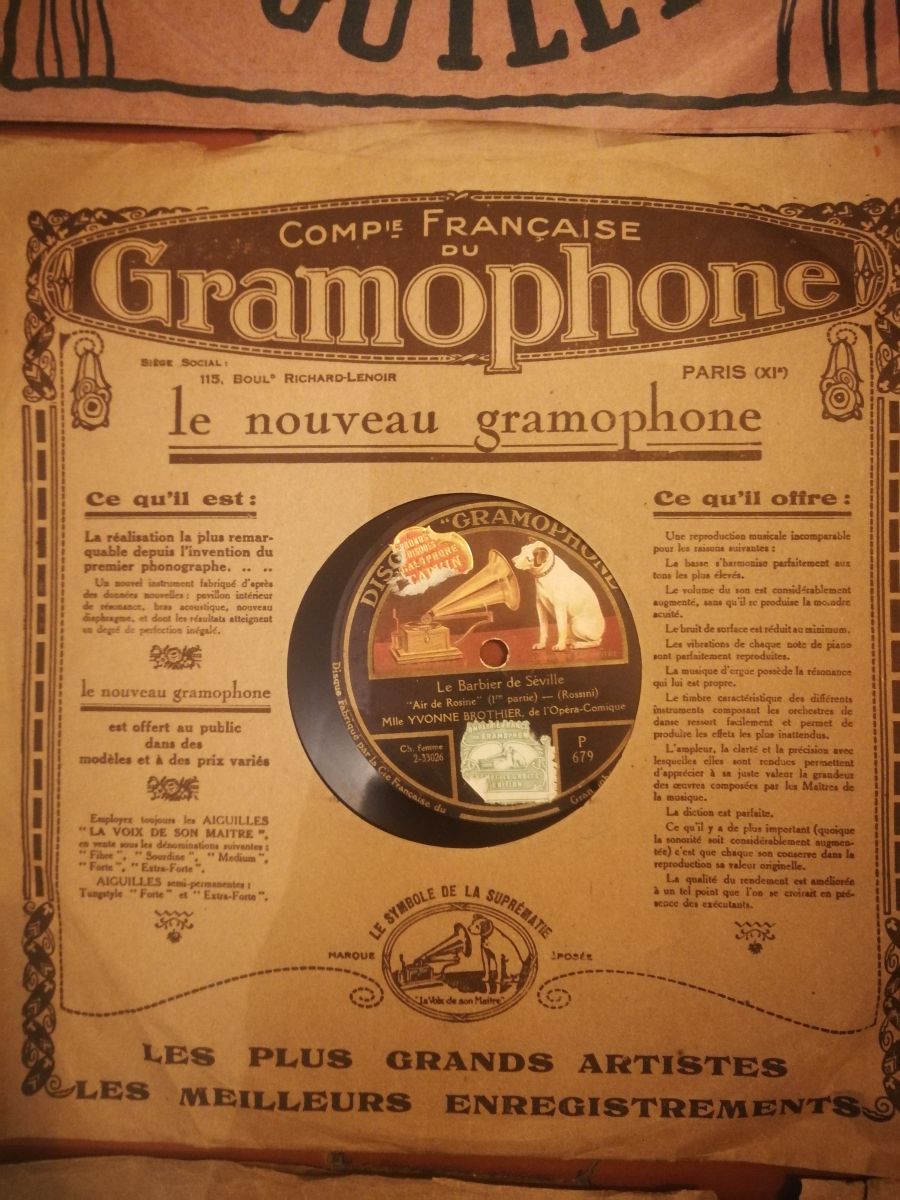 COMPIE FRANÇAISE
DU
Gramophone
SIÈGE SOCIAL :
115, BOULD RICHARD-LENOIR
PARIS (XIe)
le nouveau gramophone
Ce qu'il est :
La réalisation la plus remar-
quable depuis l'invention du
premier phonographe. .. ..
Un nouvel instrument fabriqué d'après
des données nouvelles : pavillon intérieur
de résonance, bras acoustique, nouveau
diaphragme, et dont les résultats atteignent
un degré de perfection inégalé.
le nouveau gramophone
est offert au public
dans des
modèles et à des prix variés
Employez toujours les AIGUILLES
"LA VOIX DE SON MAITRE",
en vente sous les dénominations suivantes :
"Fibre", "Sourdine", "Medium",
"Forte", "Extra-Forte".
AIGUILLES semi-permanentes :
Tungstyle "Forte" et "Extra-Forte".
"GRAMOPHONE
Le Barbier de Séville
"Air de Rosine" (1re partie) — (Rossini)
Mlle YVONNE BROTHIER, de l'Opéra-Comique
Ch. femme
2-33026
P
679
Disque Fabriqué par la Cie Française du
Gram
Ce qu'il offre :
Une reproduction musicale incomparable
pour les raisons suivantes :
La basse s'harmonise parfaitement aux
tons les plus élevés.
Le volume du son est considérablement
augmenté, sans qu'il se produise la moindre
acuité.
Le bruit de surface est réduit au minimum.
Les vibrations de chaque note de piano
sont parfaitement reproduites.
La musique d'orgue possède la résonance
qui lui est propre.
Le timbre caractéristique des différents
instruments composant les orchestres de
danse ressort facilement et permet de
produire les effets les plus inattendus.
L'ampleur, la clarté et la précision avec
lesquelles elles sont rendues permettent
d'apprécier à sa juste valeur la grandeur
des œuvres composées par les Maîtres de
la musique.
La diction est parfaite.
Ce qu'il y a de plus important (quoique
la sonorité soit considérablement augmen-
tée) c'est que chaque son conserve dans la
reproduction sa valeur originelle.
La qualité du rendement est améliorée
à un tel point que l'on se croirait en pré-
sence des exécutants.
LE SYMBOLE DE LA SUPRÉMATIE
MARQUE DÉPOSÉE
"La Voix de son Maître"
LES PLUS GRANDS ARTISTES
LES MEILLEURS ENREGISTREMENTS